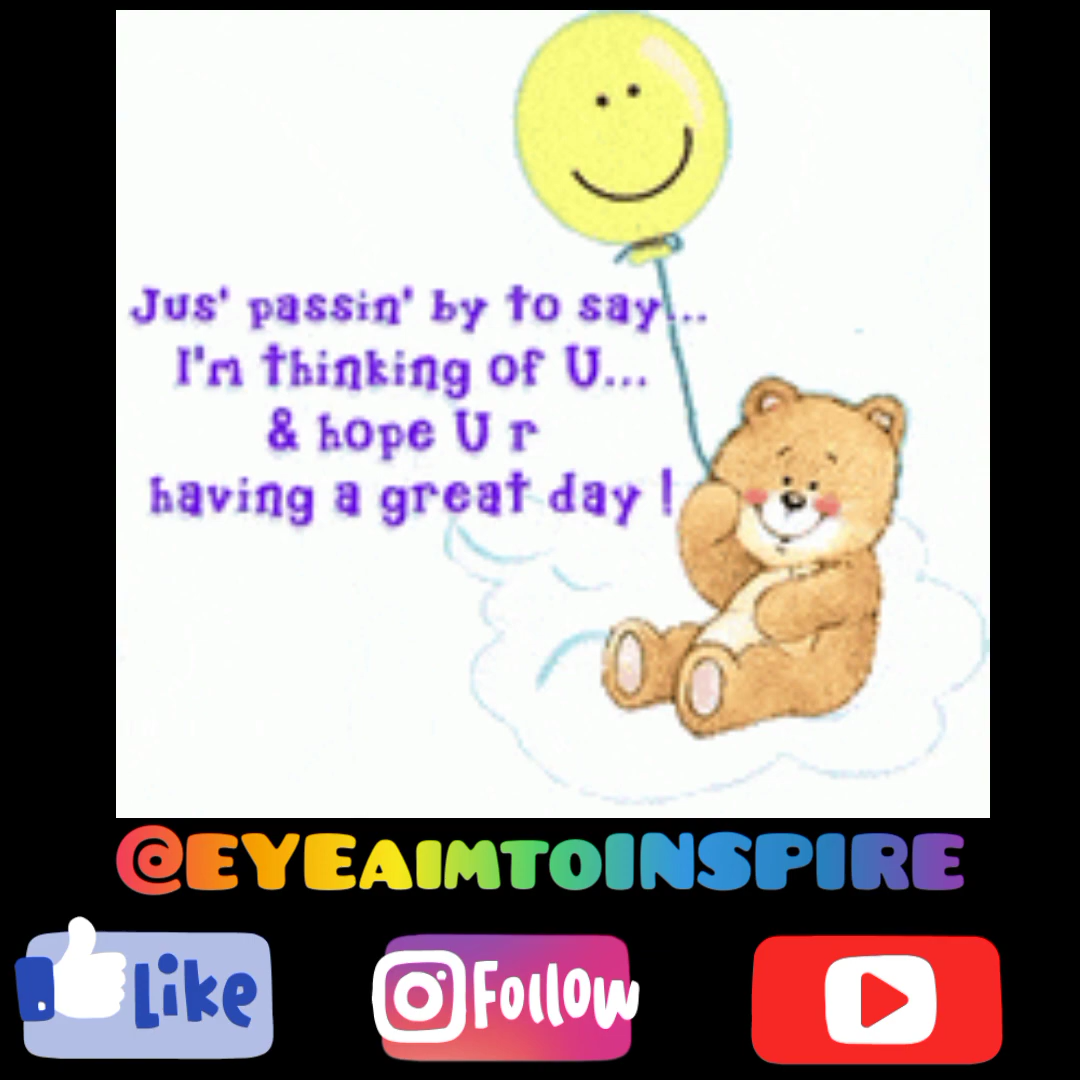 Jus' passin' by to say...
I'm thinking of U...
& hope U r
having a great day !
@EYEAIMTOINSPIRE
Like
Follow